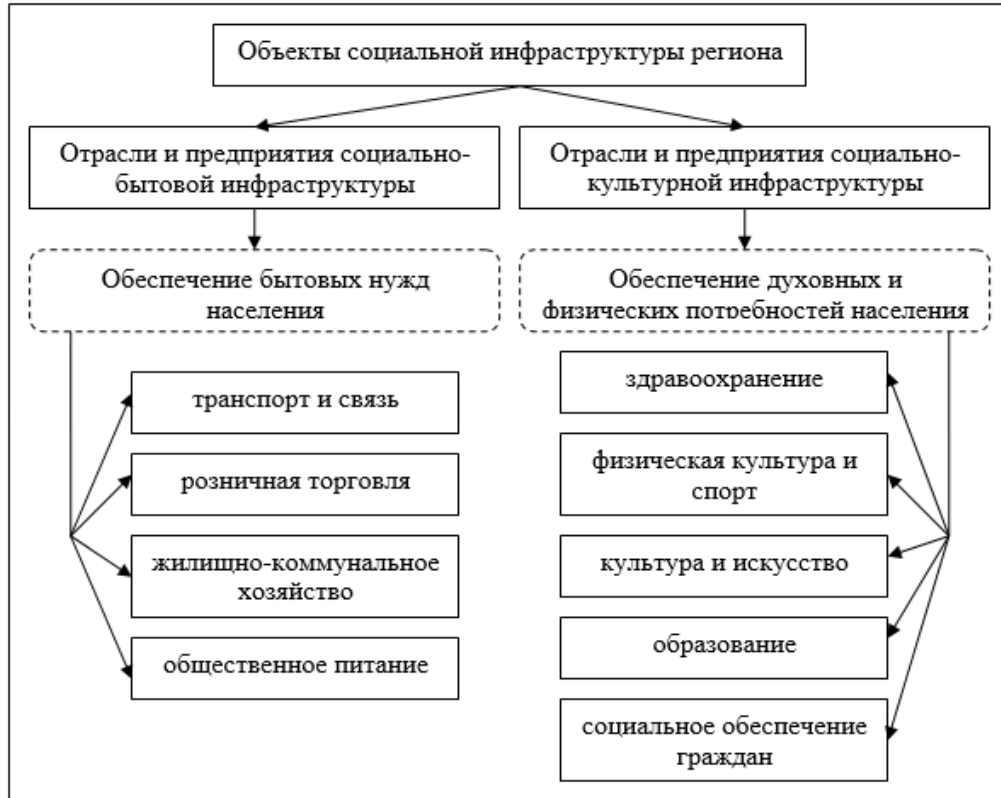 Объекты социальной инфраструктуры региона
Отрасли и предприятия социально-
бытовой инфраструктуры
Отрасли и предприятия социально-
культурной инфраструктуры
Обеспечение бытовых нужд
населения
Обеспечение духовных и
физических потребностей населения
транспорт и связь
розничная торговля
жилищно-коммунальное
хозяйство
общественное питание
здравоохранение
физическая культура и
спорт
культура и искусство
образование
социальное обеспечение
граждан